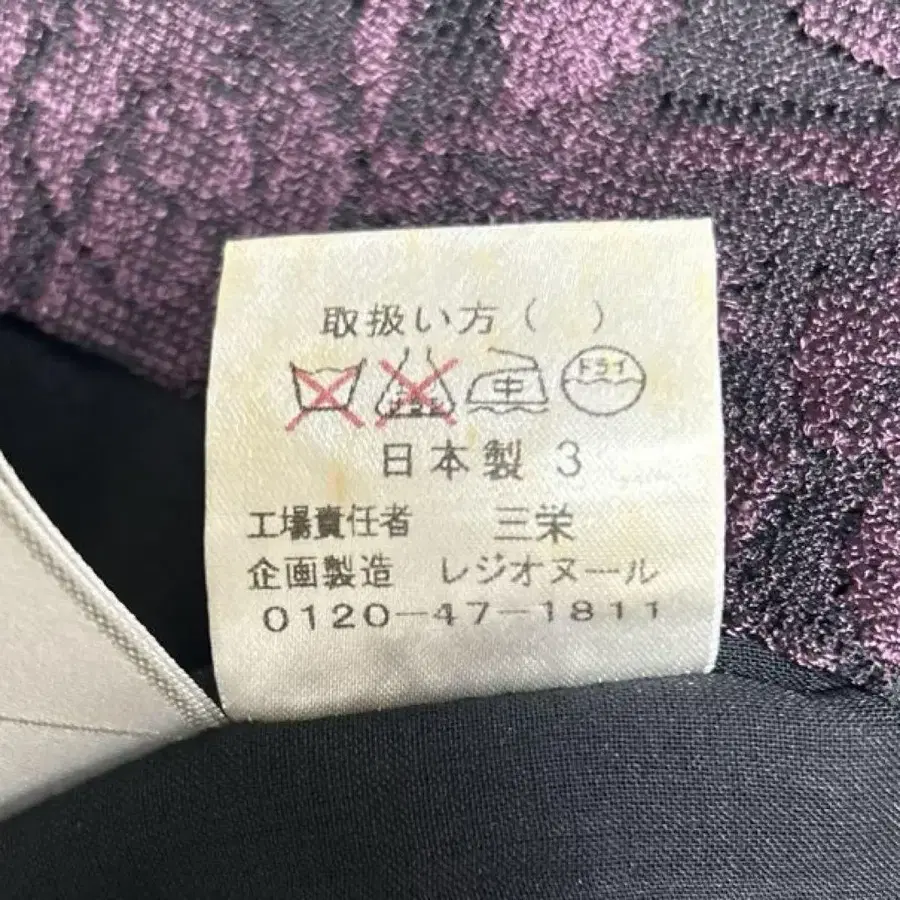 取扱い方（　）
中 ドライ
日本製 3
工場責任者 三栄
企画製造 レジオヌール
0120-47-1811